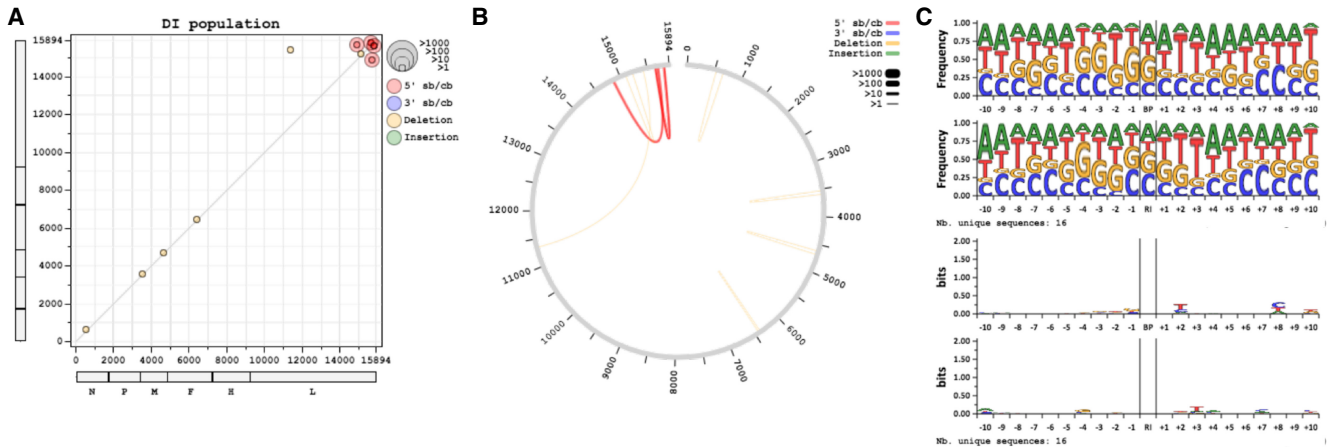 A
DI population
15894
14000
12000
10000
8000
6000
4000
2000
0
0 2000 4000 6000 8000 10000 12000 14000 15894
N P M F H L
>1000
>100
>10
>1
5' sb/cb
3' sb/cb
Deletion
Insertion
B
0
1000
2000
3000
4000
5000
6000
7000
8000
9000
10000
11000
12000
13000
14000
15000
15894
5' sb/cb
3' sb/cb
Deletion
Insertion
>1000
>100
>10
>1
C
Frequency
1.00
0.75
0.50
0.25
0.00
-10 -9 -8 -7 -6 -5 -4 -3 -2 -1 BP +1 +2 +3 +4 +5 +6 +7 +8 +9 +10
Frequency
1.00
0.75
0.50
0.25
0.00
-10 -9 -8 -7 -6 -5 -4 -3 -2 -1 RI +1 +2 +3 +4 +5 +6 +7 +8 +9 +10
Nb. unique sequences: 16
bits
2.00
1.50
1.00
0.50
0.00
-10 -9 -8 -7 -6 -5 -4 -3 -2 -1 BP +1 +2 +3 +4 +5 +6 +7 +8 +9 +10
bits
2.00
1.50
1.00
0.50
0.00
-10 -9 -8 -7 -6 -5 -4 -3 -2 -1 RI +1 +2 +3 +4 +5 +6 +7 +8 +9 +10
Nb. unique sequences: 16